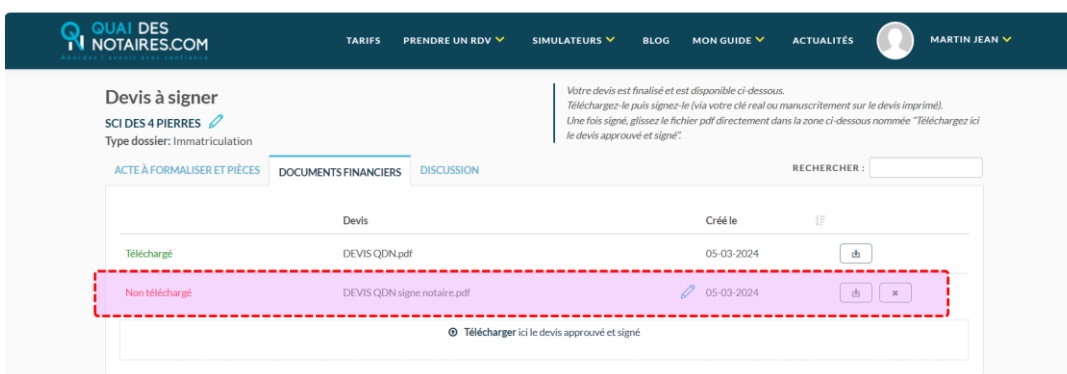 QUAI DES
NOTAIRES.COM
Abordez l'avenir avec confiance
TARIFS PRENDRE UN RDV SIMULATEURS BLOG MON GUIDE ACTUALITÉS MARTIN JEAN
Devis à signer
SCI DES 4 PIERRES
Type dossier: Immatriculation
Votre devis est finalisé et est disponible ci-dessous.
Téléchargez-le puis signez-le (via votre clé real ou manuscritement sur le devis imprimé).
Une fois signé, glissez le fichier pdf directement dans la zone ci-dessous nommée "Téléchargez ici
le devis approuvé et signé".
ACTE À FORMALISER ET PIÈCES DOCUMENTS FINANCIERS DISCUSSION RECHERCHER :
Devis Créé le
Téléchargé DEVIS QDN.pdf 05-03-2024
Non téléchargé DEVIS QDN signe notaire.pdf 05-03-2024
Télécharger ici le devis approuvé et signé